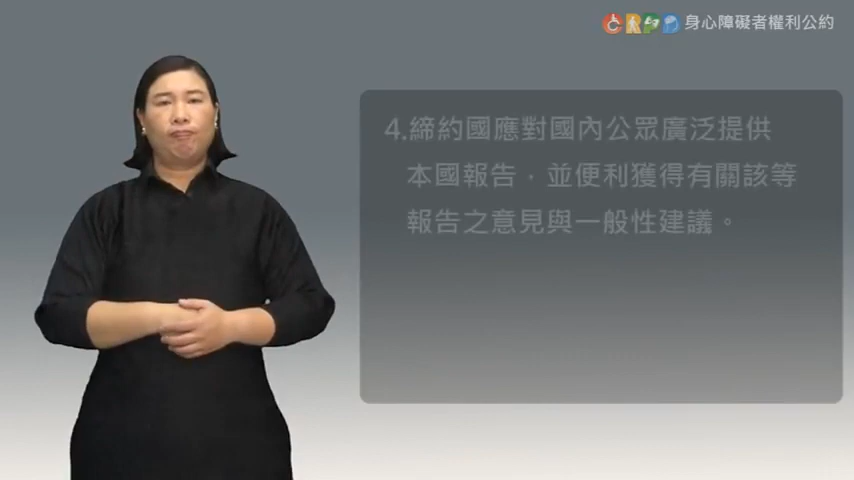 CRPD 身心障礙者權利公約
4.締約國應對國內公眾廣泛提供
本國報告，並便利獲得有關該等
報告之意見與一般性建議。